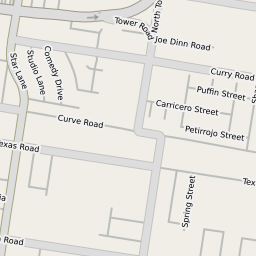 Tower Road
North To
Joe Dinn Road
Star Lane
Studio Lane
Comedy Drive
Curry Road
Puffin Street
Carricero Street
Curve Road
Petirrojo Street
exas Road
Tex
Spring Street
Road